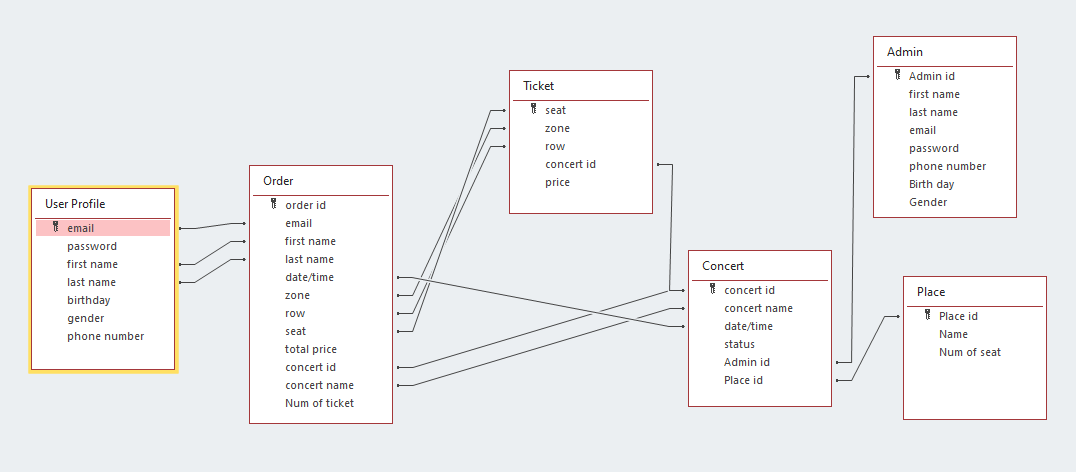 User Profile
email
password
first name
last name
birthday
gender
phone number
Order
order id
email
first name
last name
date/time
zone
row
seat
total price
concert id
concert name
Num of ticket
Ticket
seat
zone
row
concert id
price
Concert
concert id
concert name
date/time
status
Admin id
Place id
Admin
Admin id
first name
last name
email
password
phone number
Birth day
Gender
Place
Place id
Name
Num of seat